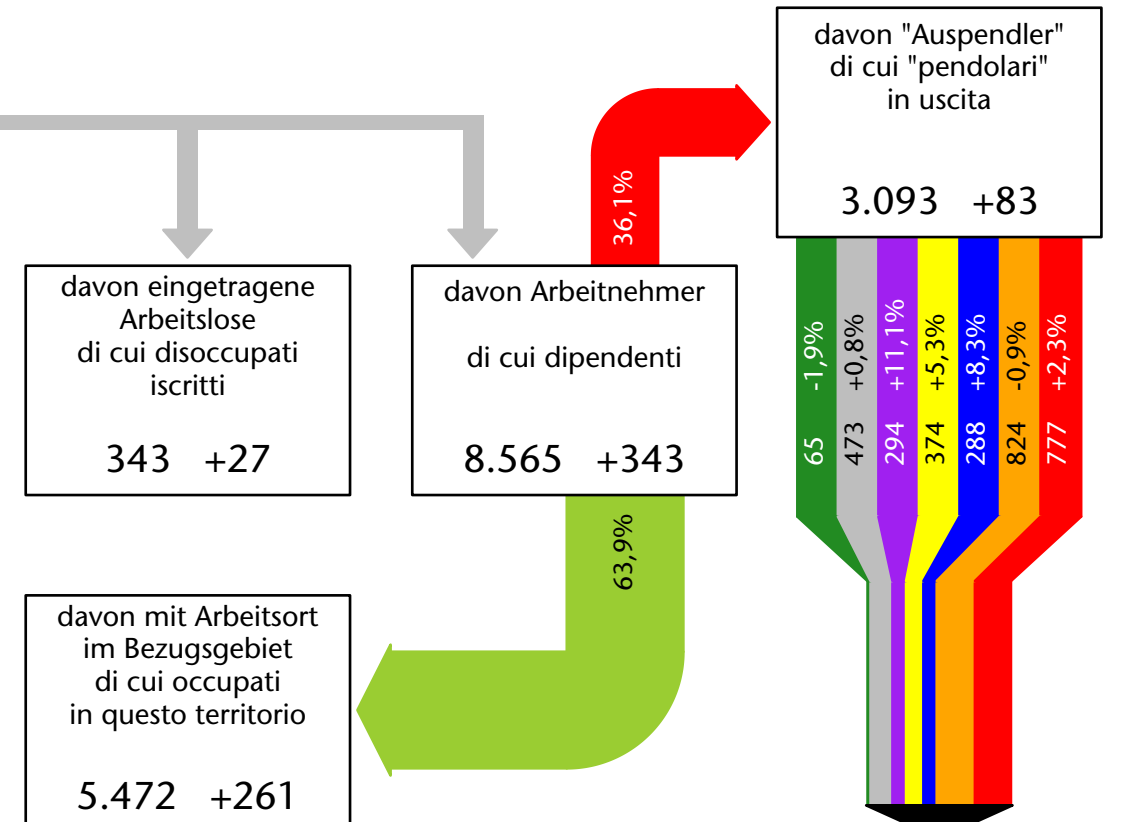 davon "Auspendler"
di cui "pendolari"
in uscita
3.093 +83
36,1%
davon eingetragene
Arbeitslose
di cui disoccupati
iscritti
343 +27
davon Arbeitnehmer
di cui dipendenti
8.565 +343
65 -1,9%
473 +0,8%
294 +11,1%
374 +5,3%
288 +8,3%
824 -0,9%
777 +2,3%
63,9%
davon mit Arbeitsort
im Bezugsgebiet
di cui occupati
in questo territorio
5.472 +261